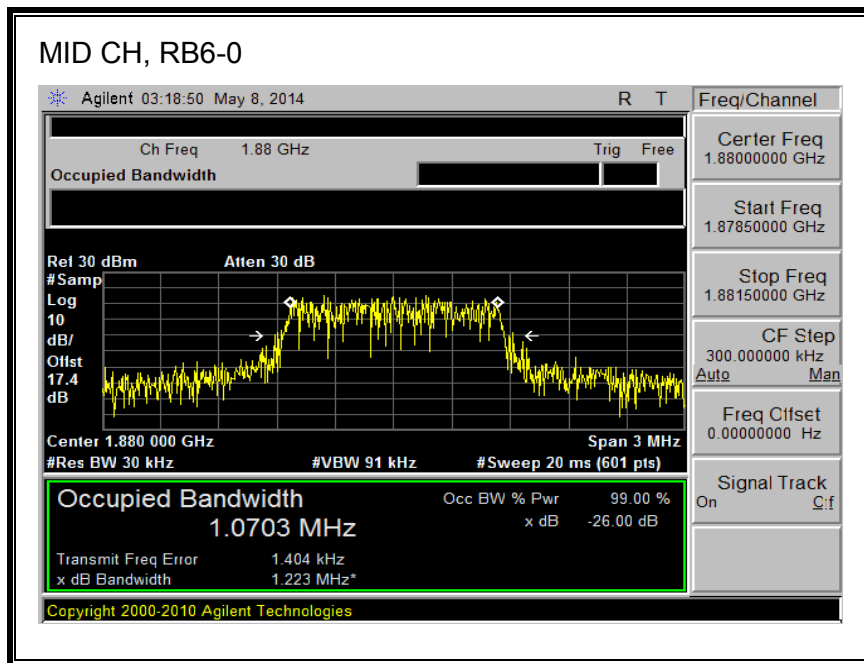 MID CH, RB6-0
Agilent 03:18:50 May 8, 2014 R T
Freq/Channel
Ch Freq 1.88 GHz Trig Free
Occupied Bandwidth
Center Freq
1.88000000 GHz
Start Freq
1.87850000 GHz
Stop Freq
1.88150000 GHz
CF Step
300.000000 kHz
Auto Man
Freq Offset
0.00000000 Hz
Signal Track
On Off
Ref 30 dBm Atten 30 dB
#Samp
Log
10
dB/
Offst
17.4
dB
Center 1.880 000 GHz Span 3 MHz
#Res BW 30 kHz #VBW 91 kHz #Sweep 20 ms (601 pts)
Occupied Bandwidth
1.0703 MHz
Occ BW % Pwr 99.00 %
x dB -26.00 dB
Transmit Freq Error 1.404 kHz
x dB Bandwidth 1.223 MHz*
Copyright 2000-2010 Agilent Technologies